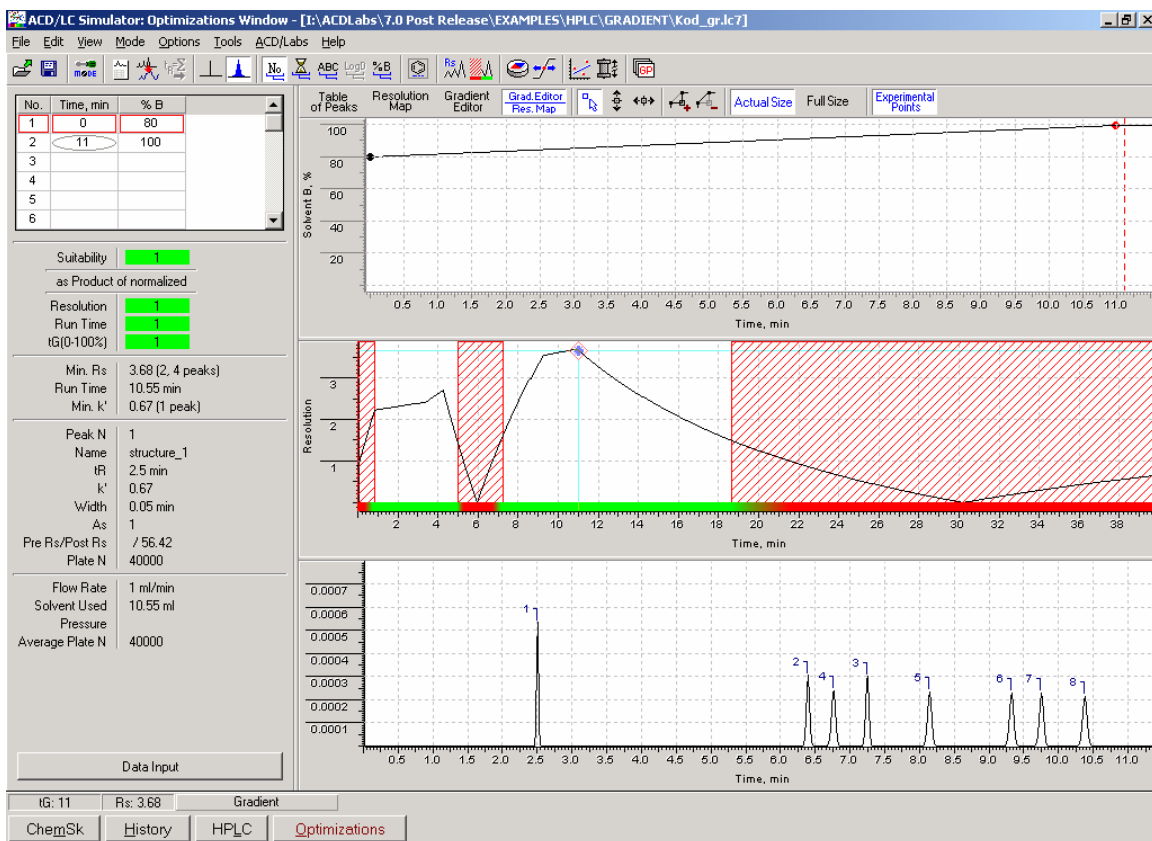 ACD/LC Simulator: Optimizations Window - [I:\ACDLabs\7.0 Post Release\EXAMPLES\HPLC\GRADIENT\Kod_gr.lc7]
File Edit View Mode Options Tools ACD/Labs Help
MODE No ABC LogD %B Rs GP
Table of Peaks Resolution Map Gradient Editor Grad.Editor Res. Map Actual Size Full Size Experimental Points
No. Time, min % B
1 0 80
2 11 100
3
4
5
6
Suitability 1
as Product of normalized
Resolution 1
Run Time 1
tG(0-100%) 1
Min. Rs 3.68 (2, 4 peaks)
Run Time 10.55 min
Min. k' 0.67 (1 peak)
Peak N 1
Name structure_1
tR 2.5 min
k' 0.67
Width 0.05 min
As 1
Pre Rs/Post Rs / 56.42
Plate N 40000
Flow Rate 1 ml/min
Solvent Used 10.55 ml
Pressure
Average Plate N 40000
Data Input
Solvent B, %
100
80
60
40
20
0.5 1.0 1.5 2.0 2.5 3.0 3.5 4.0 4.5 5.0 5.5 6.0 6.5 7.0 7.5 8.0 8.5 9.0 9.5 10.0 10.5 11.0
Time, min
Resolution
3
2
1
2 4 6 8 10 12 14 16 18 20 22 24 26 28 30 32 34 36 38
Time, min
0.0007
0.0006
0.0005
0.0004
0.0003
0.0002
0.0001
1 2 4 3 5 6 7 8
0.5 1.0 1.5 2.0 2.5 3.0 3.5 4.0 4.5 5.0 5.5 6.0 6.5 7.0 7.5 8.0 8.5 9.0 9.5 10.0 10.5 11.0
Time, min
tG: 11 Rs: 3.68 Gradient
ChemSk History HPLC Optimizations